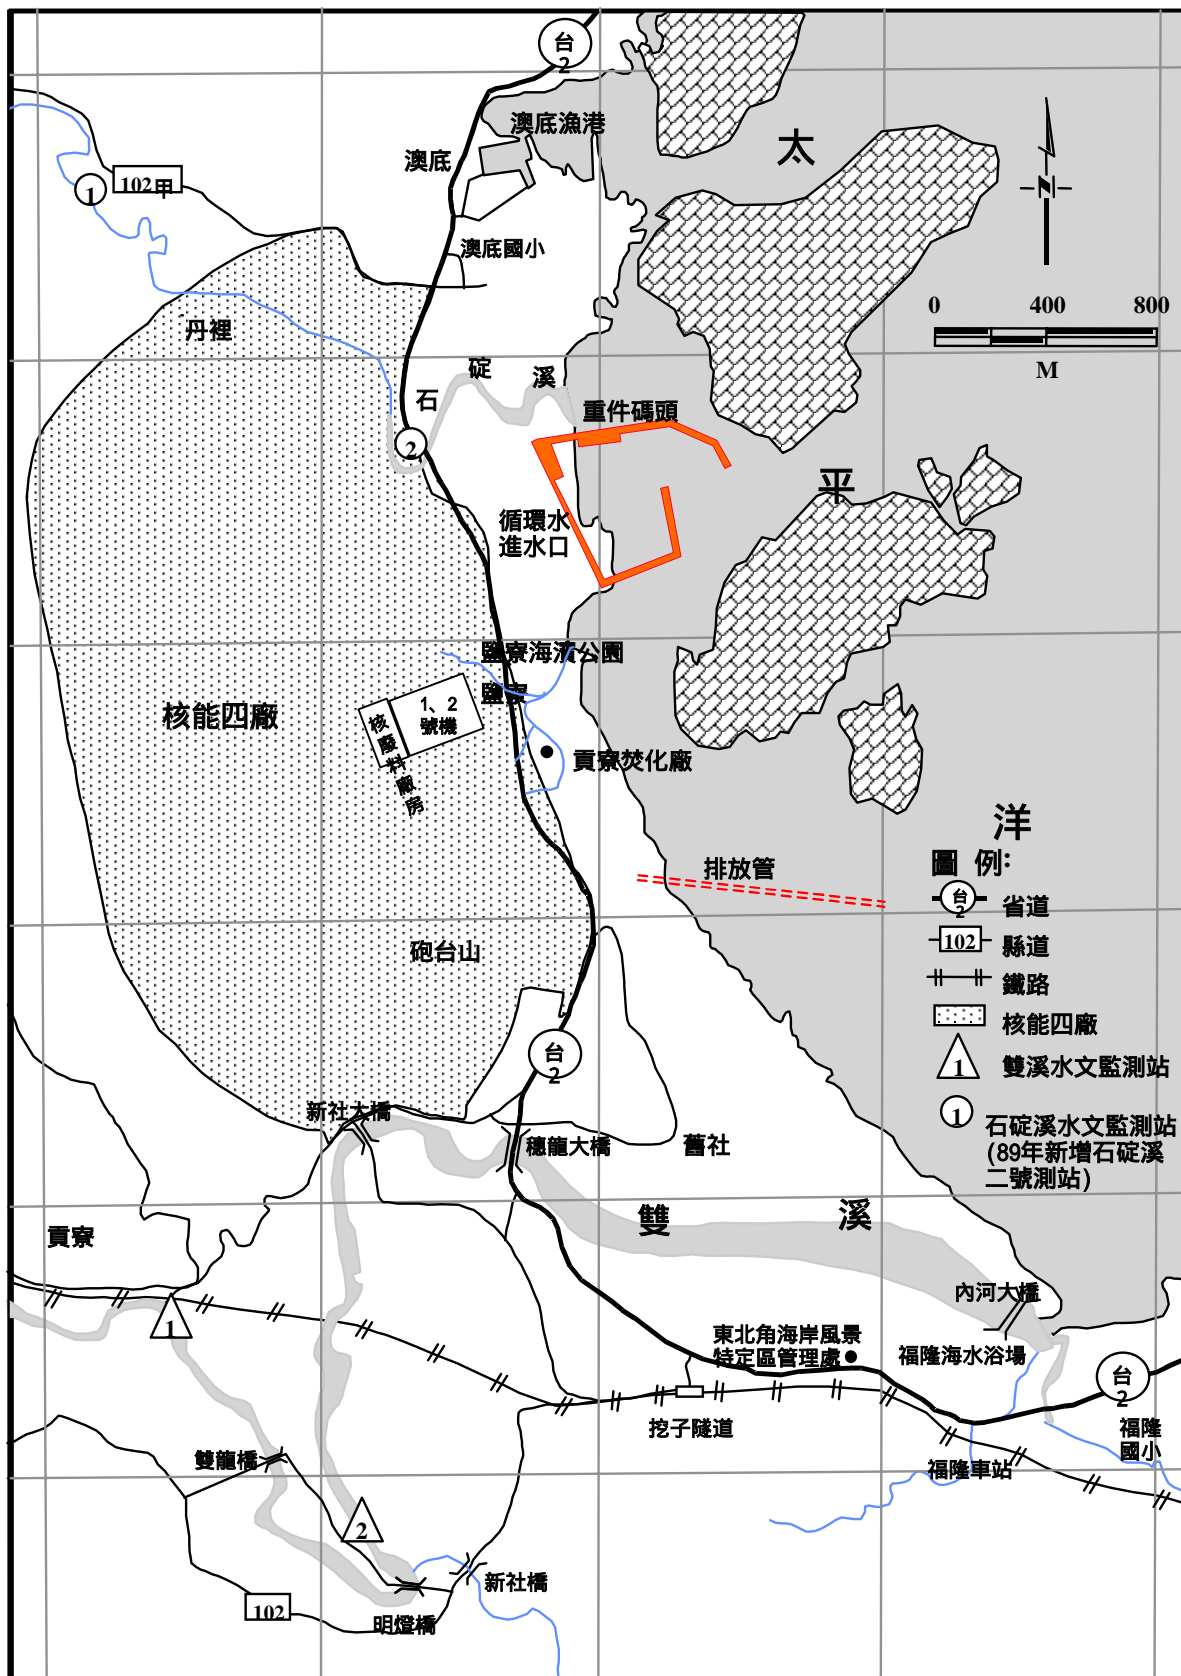 台
2
澳底漁港
澳底
太
102甲
1
澳底國小
0 400 800
M
丹裡
石 碇 溪
2
重件碼頭
平
循環水
進水口
鹽寮海濱公園
鹽寮
核能四廠
1、2
號機
核廢料廠房
貢寮焚化廠
洋
排放管
圖 例:
台
2
省道
102
縣道
鐵路
核能四廠
1
雙溪水文監測站
1
石碇溪水文監測站
(89年新增石碇溪
二號測站)
砲台山
台
2
新社大橋
穗龍大橋
舊社
雙 溪
貢寮
內河大橋
1
東北角海岸風景
特定區管理處
福隆海水浴場
台
2
挖子隧道
福隆
國小
雙龍橋
福隆車站
2
新社橋
102
明燈橋